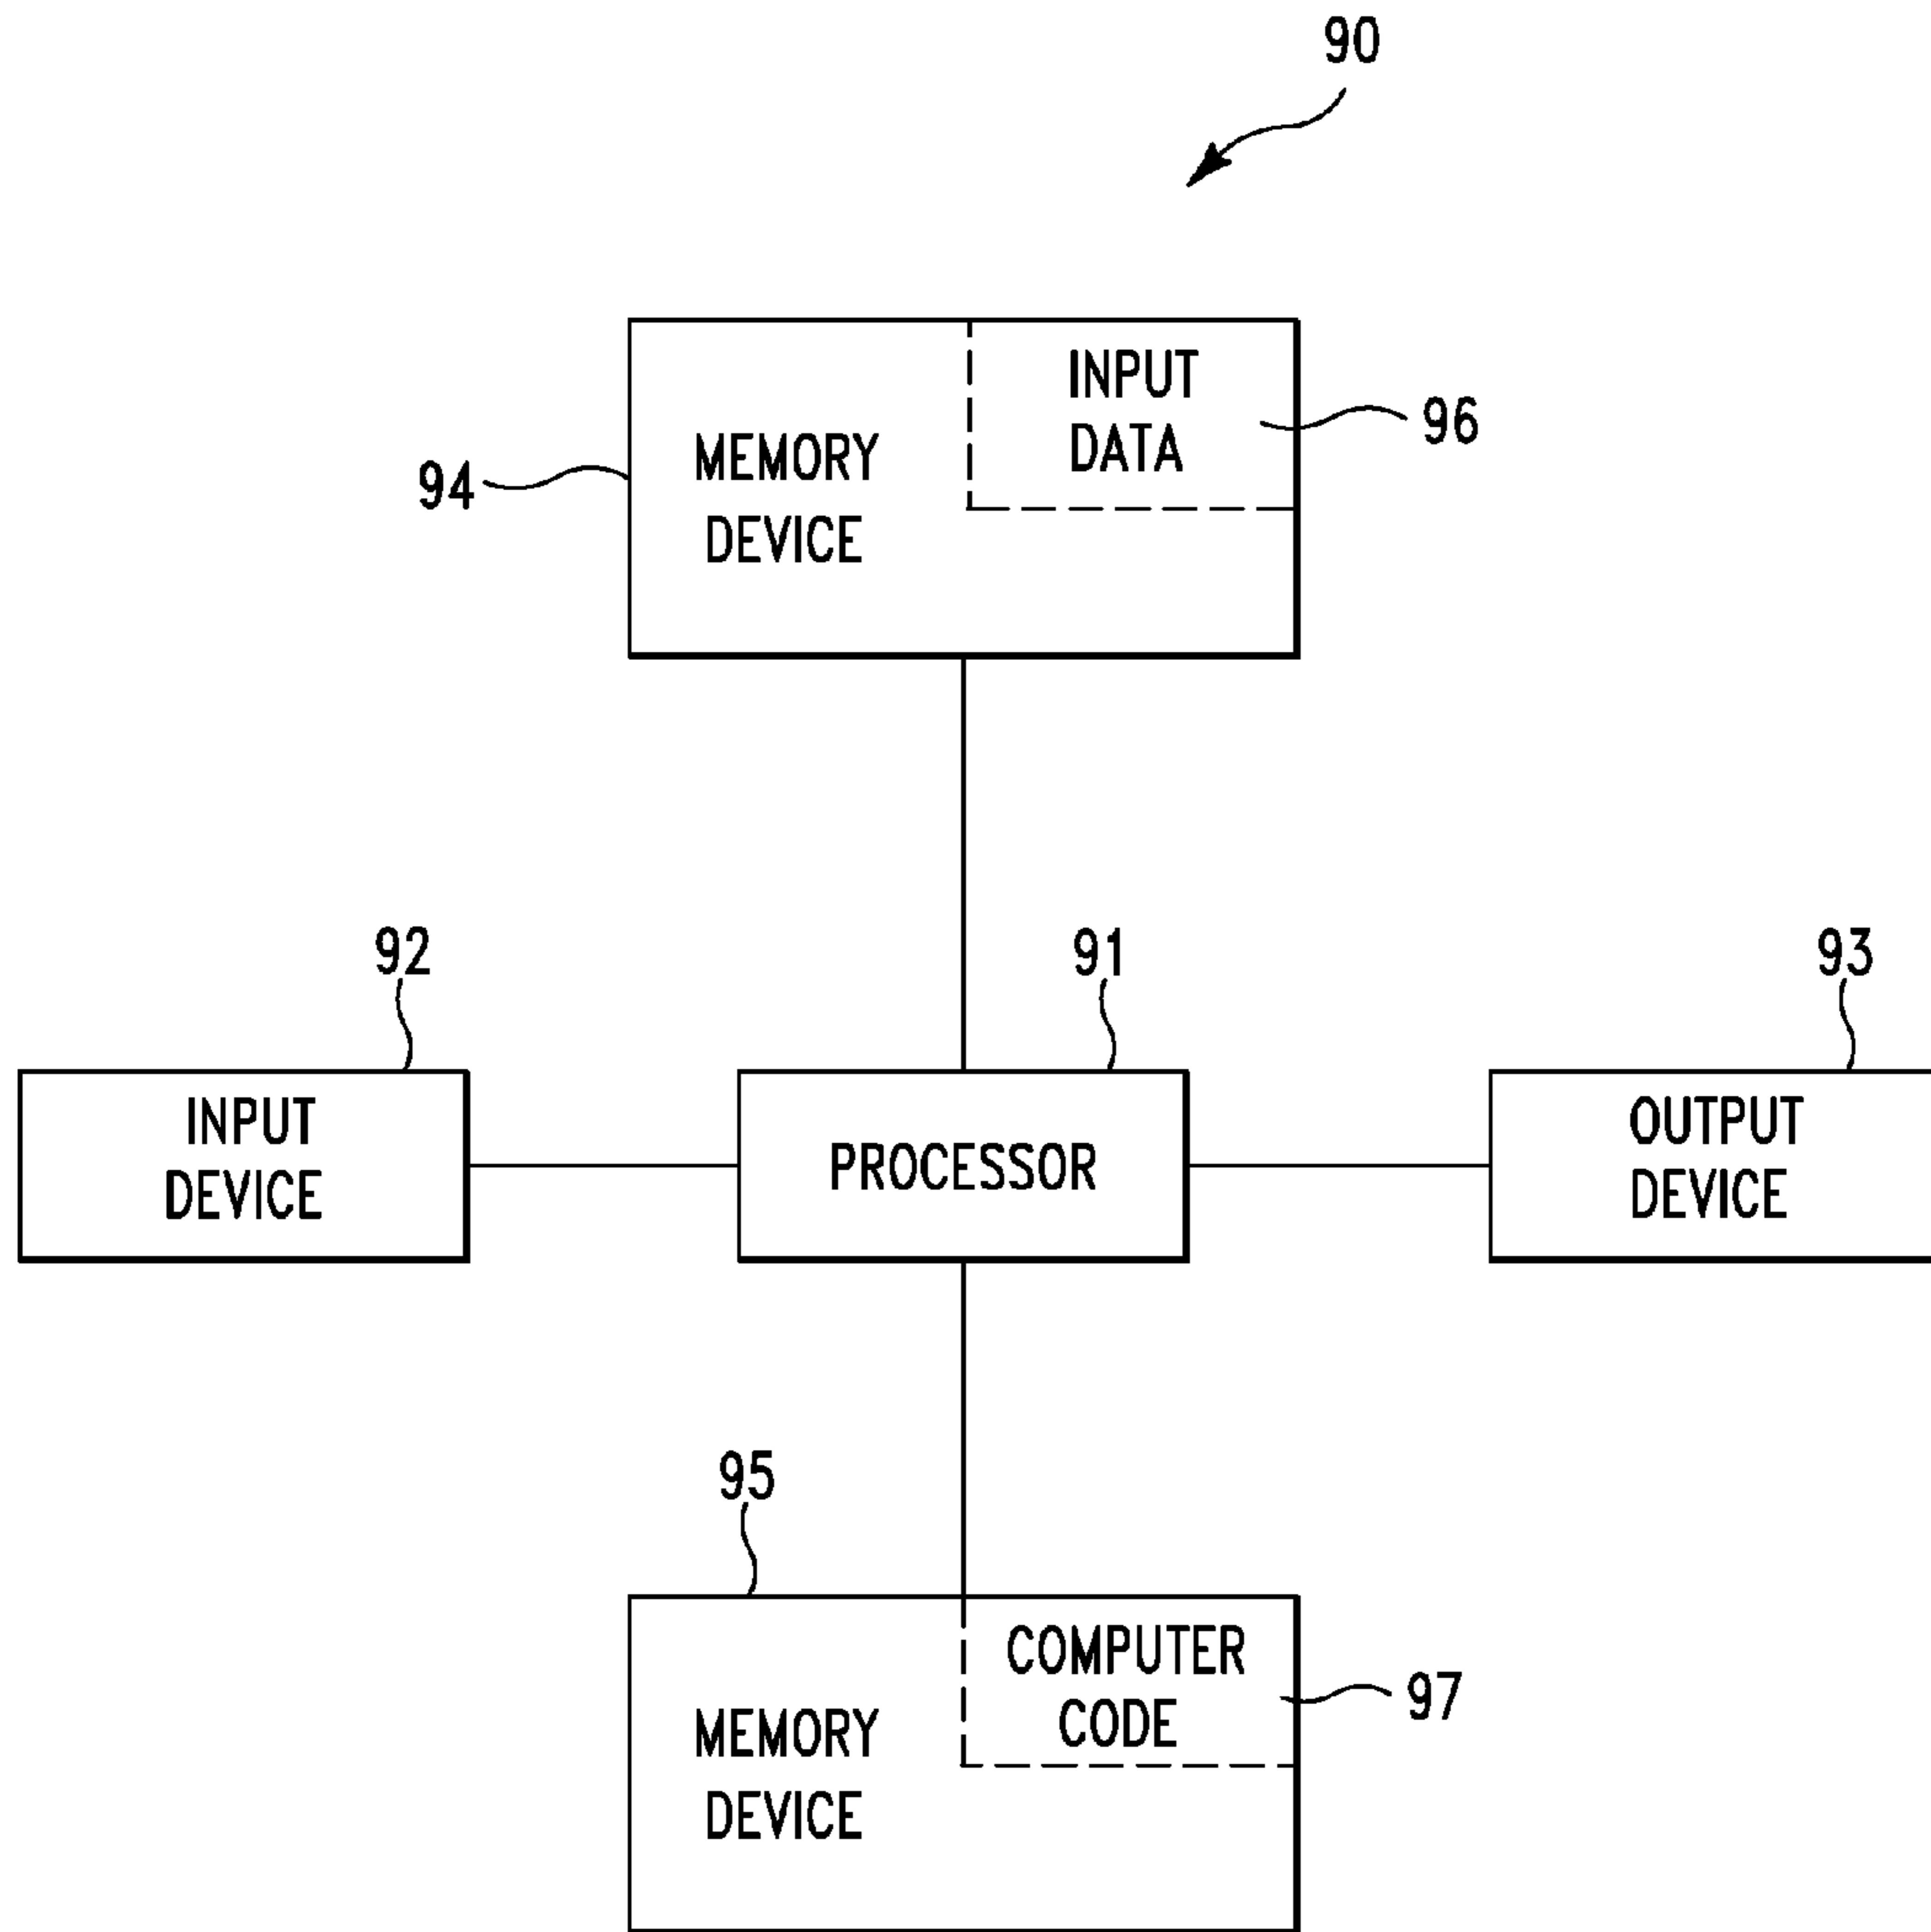 90
INPUT
DATA
96
MEMORY
DEVICE
94
92
91
93
INPUT
DEVICE
PROCESSOR
OUTPUT
DEVICE
95
COMPUTER
CODE
97
MEMORY
DEVICE